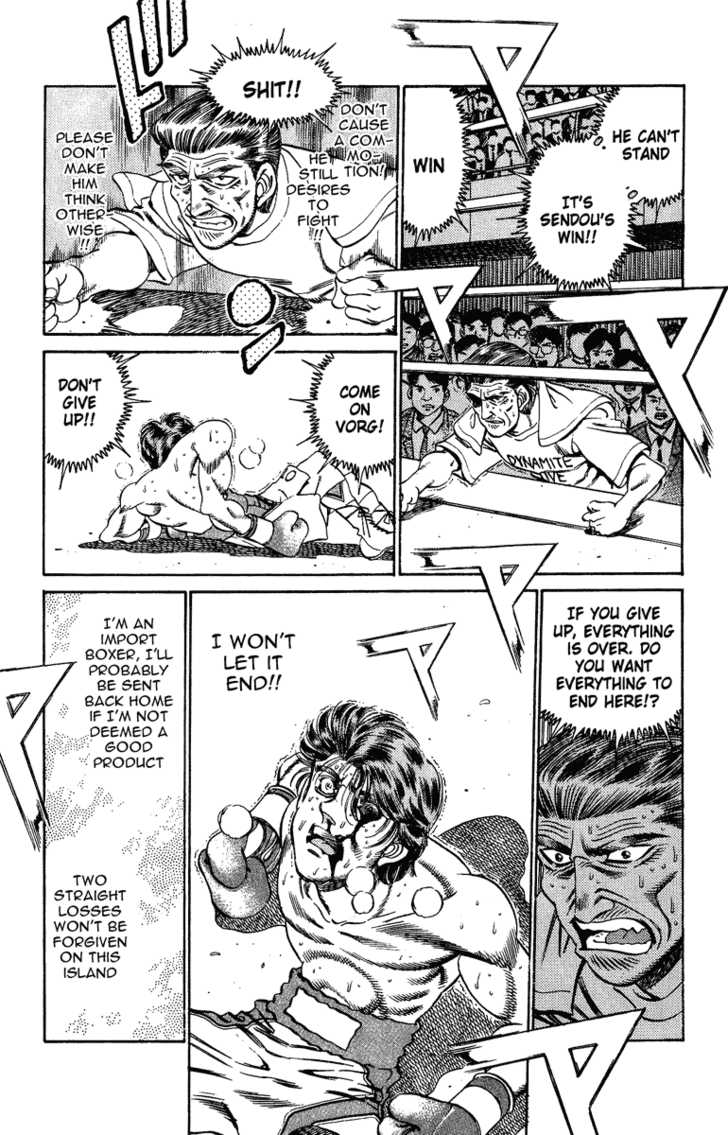 HE CAN'T
STAND
IT'S
SENDOU'S
WIN!!
WIN
SHIT!!
DON'T
CAUSE
A COM-
MO-
TION!
HE
STILL
DESIRES
TO
FIGHT
!!
PLEASE
DON'T
MAKE
HIM
THINK
OTHER-
WISE
!!
DYNAMITE
COME
ON
VORG!
DON'T
GIVE
UP!!
IF YOU GIVE
UP, EVERYTHING
IS OVER. DO
YOU WANT
EVERYTHING TO
END HERE!?
I WON'T
LET IT
END!!
I'M AN
IMPORT
BOXER, I'LL
PROBABLY
BE SENT
BACK HOME
IF I'M NOT
DEEMED A
GOOD
PRODUCT
TWO
STRAIGHT
LOSSES
WON'T BE
FORGIVEN
ON THIS
ISLAND